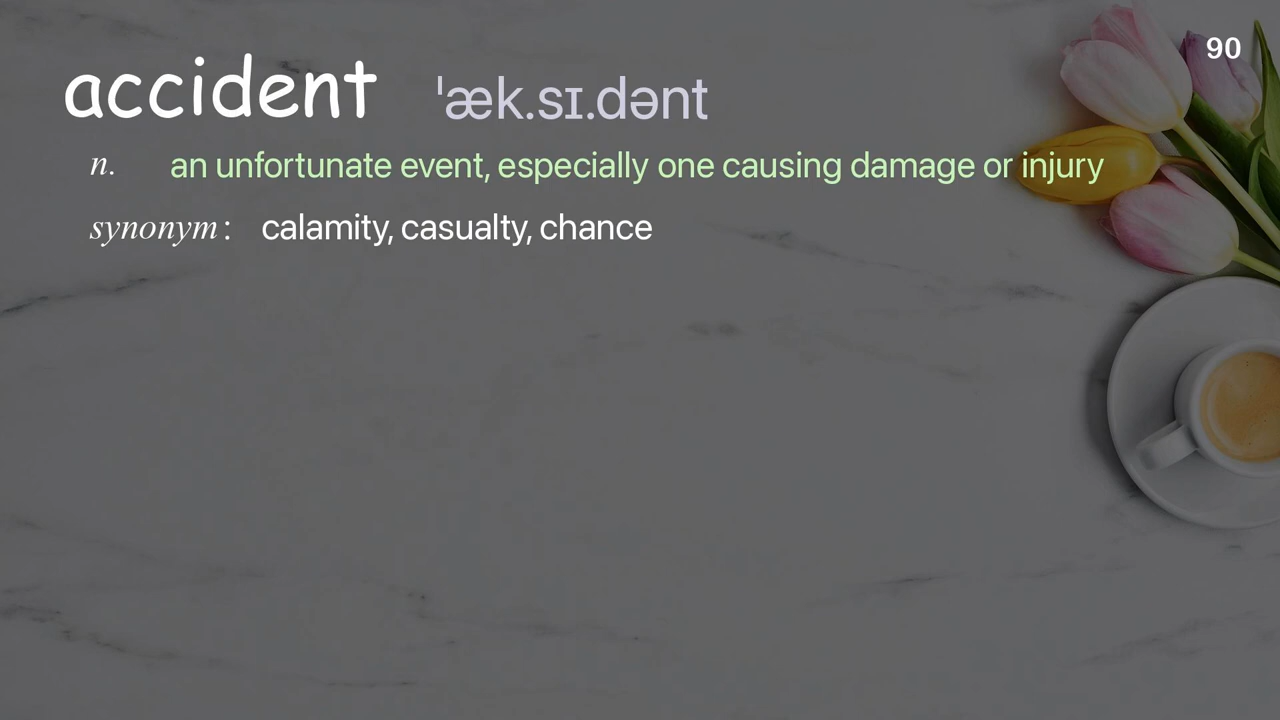 90
accident ˈæk.sɪ.dənt
n. an unfortunate event, especially one causing damage or injury
synonym : calamity, casualty, chance